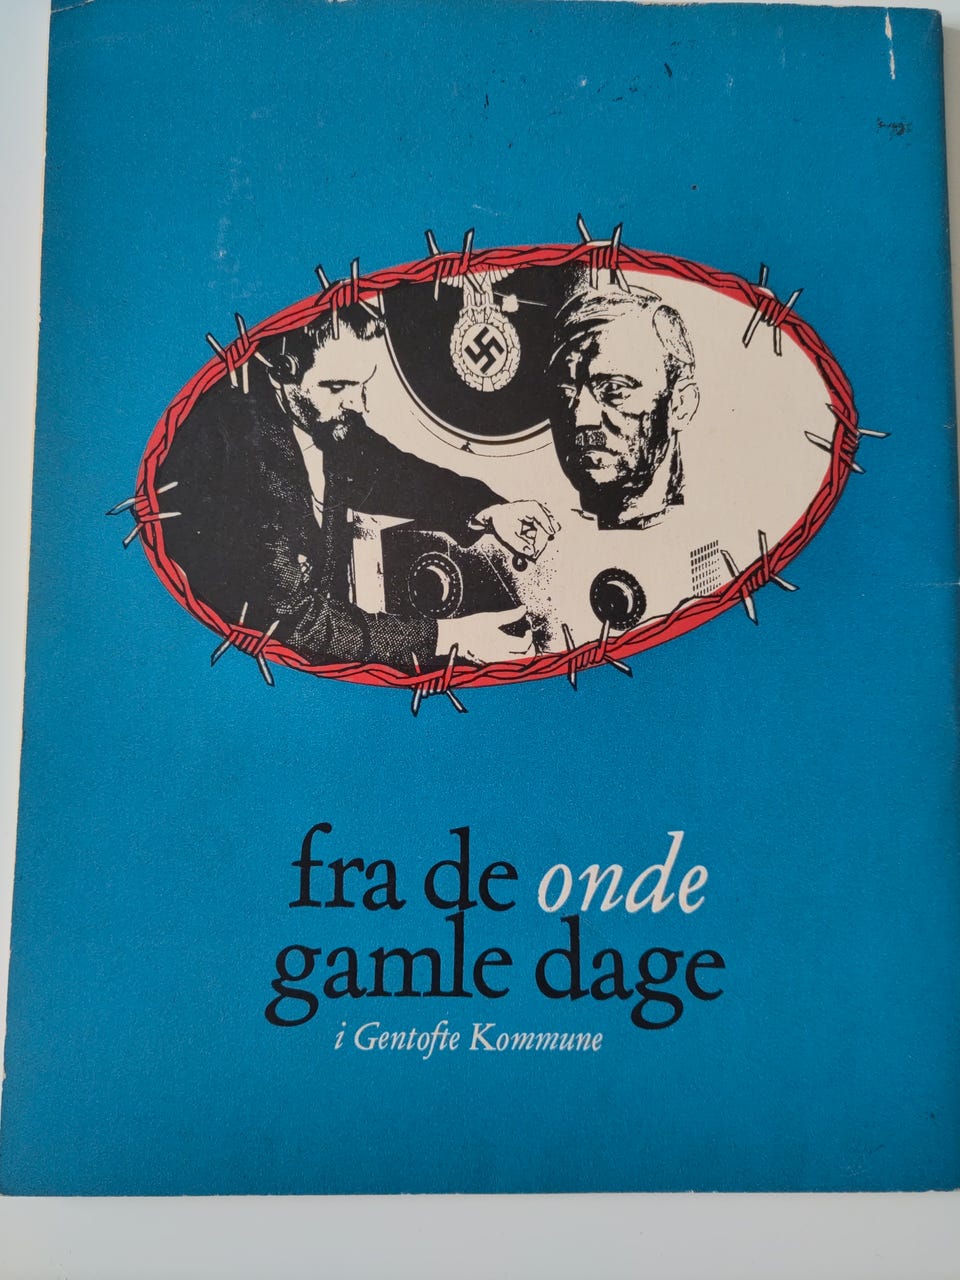 fra de onde
gamle dage
i Gentofte Kommune